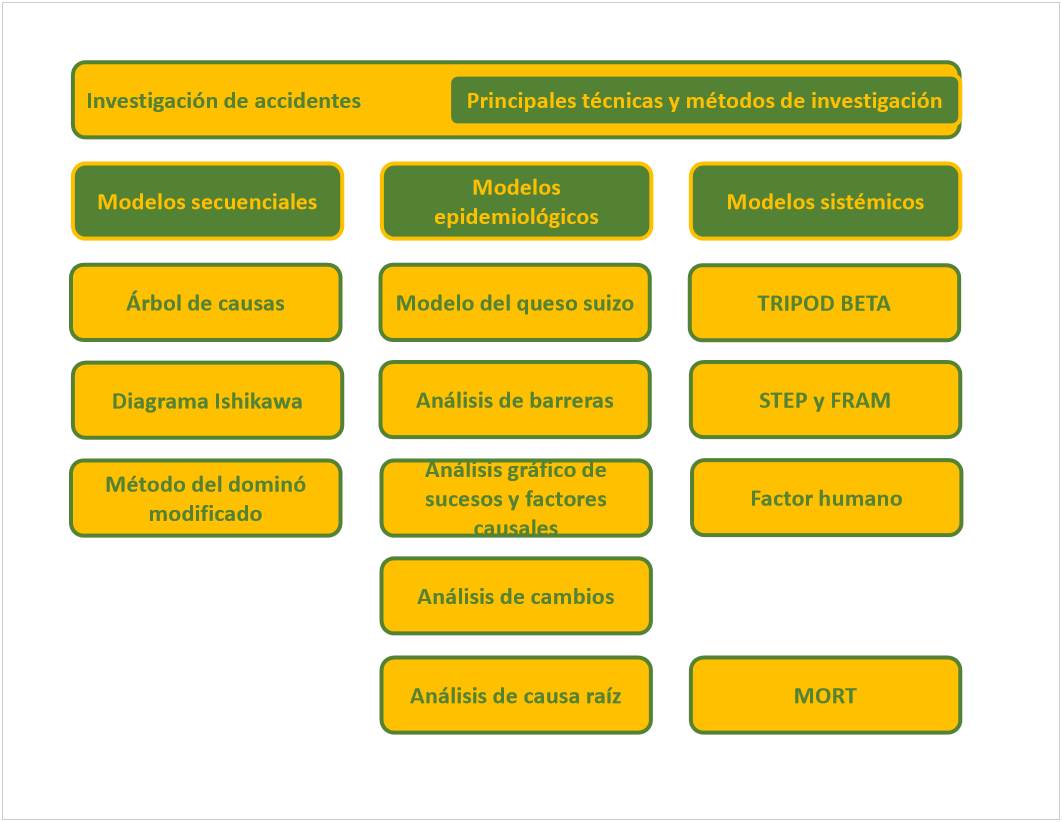 Investigación de accidentes
Principales técnicas y métodos de investigación
Modelos secuenciales
Modelos
epidemiológicos
Modelos sistémicos
Árbol de causas
Modelo del queso suizo
TRIPOD BETA
Diagrama Ishikawa
Análisis de barreras
STEP y FRAM
Método del dominó
modificado
Análisis gráfico de
sucesos y factores
causales
Factor humano
Análisis de cambios
Análisis de causa raíz
MORT